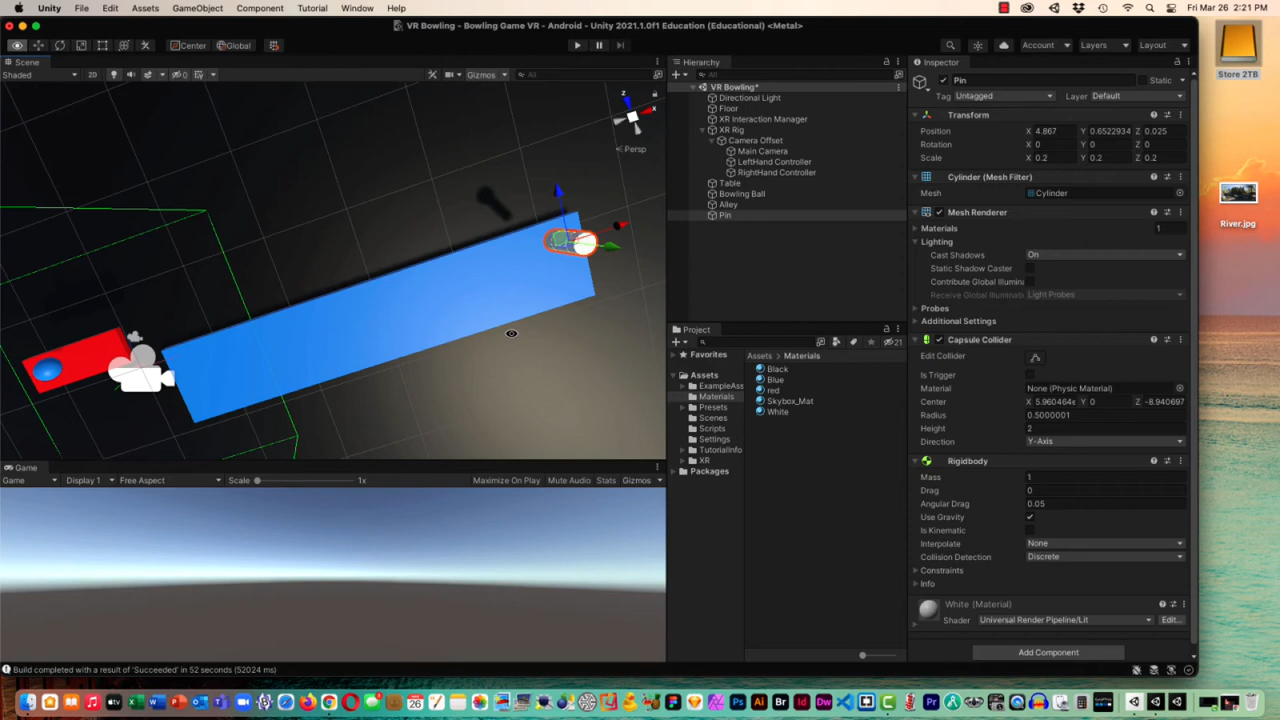 Unity File Edit Assets GameObject Component Tutorial Window Help Fri Mar 26 2:21 PM
VR Bowling - Bowling Game VR - Android - Unity 2021.1.0f1 Education (Educational) <Metal>
Center Global Account Layers Layout
Scene
Shaded 2D 0 Gizmos All
z
x
Persp
Game
Game Display 1 Free Aspect Scale 1x Maximize On Play Mute Audio Stats Gizmos
Hierarchy
All
VR Bowling*
Directional Light
Floor
XR Interaction Manager
XR Rig
Camera Offset
Main Camera
LeftHand Controller
RightHand Controller
Table
Bowling Ball
Alley
Pin
Project
21
Favorites
Assets
ExampleAss
Materials
Presets
Scenes
Scripts
Settings
TutorialInfo
XR
Packages
Assets > Materials
Black
Blue
red
Skybox_Mat
White
Inspector
Pin Static
Tag Untagged Layer Default
Transform
Position X 4.867 Y 0.6522934 Z 0.025
Rotation X 0 Y 0 Z 0
Scale X 0.2 Y 0.2 Z 0.2
Cylinder (Mesh Filter)
Mesh Cylinder
Mesh Renderer
Materials 1
Lighting
Cast Shadows On
Static Shadow Caster
Contribute Global Illumina
Receive Global Illuminati Light Probes
Probes
Additional Settings
Capsule Collider
Edit Collider
Is Trigger
Material None (Physic Material)
Center X 5.960464e Y 0 Z -8.940697
Radius 0.5000001
Height 2
Direction Y-Axis
Rigidbody
Mass 1
Drag 0
Angular Drag 0.05
Use Gravity
Is Kinematic
Interpolate None
Collision Detection Discrete
Constraints
Info
White (Material)
Shader Universal Render Pipeline/Lit Edit...
Add Component
Build completed with a result of 'Succeeded' in 52 seconds (52024 ms)
Store 2TB
River.jpg